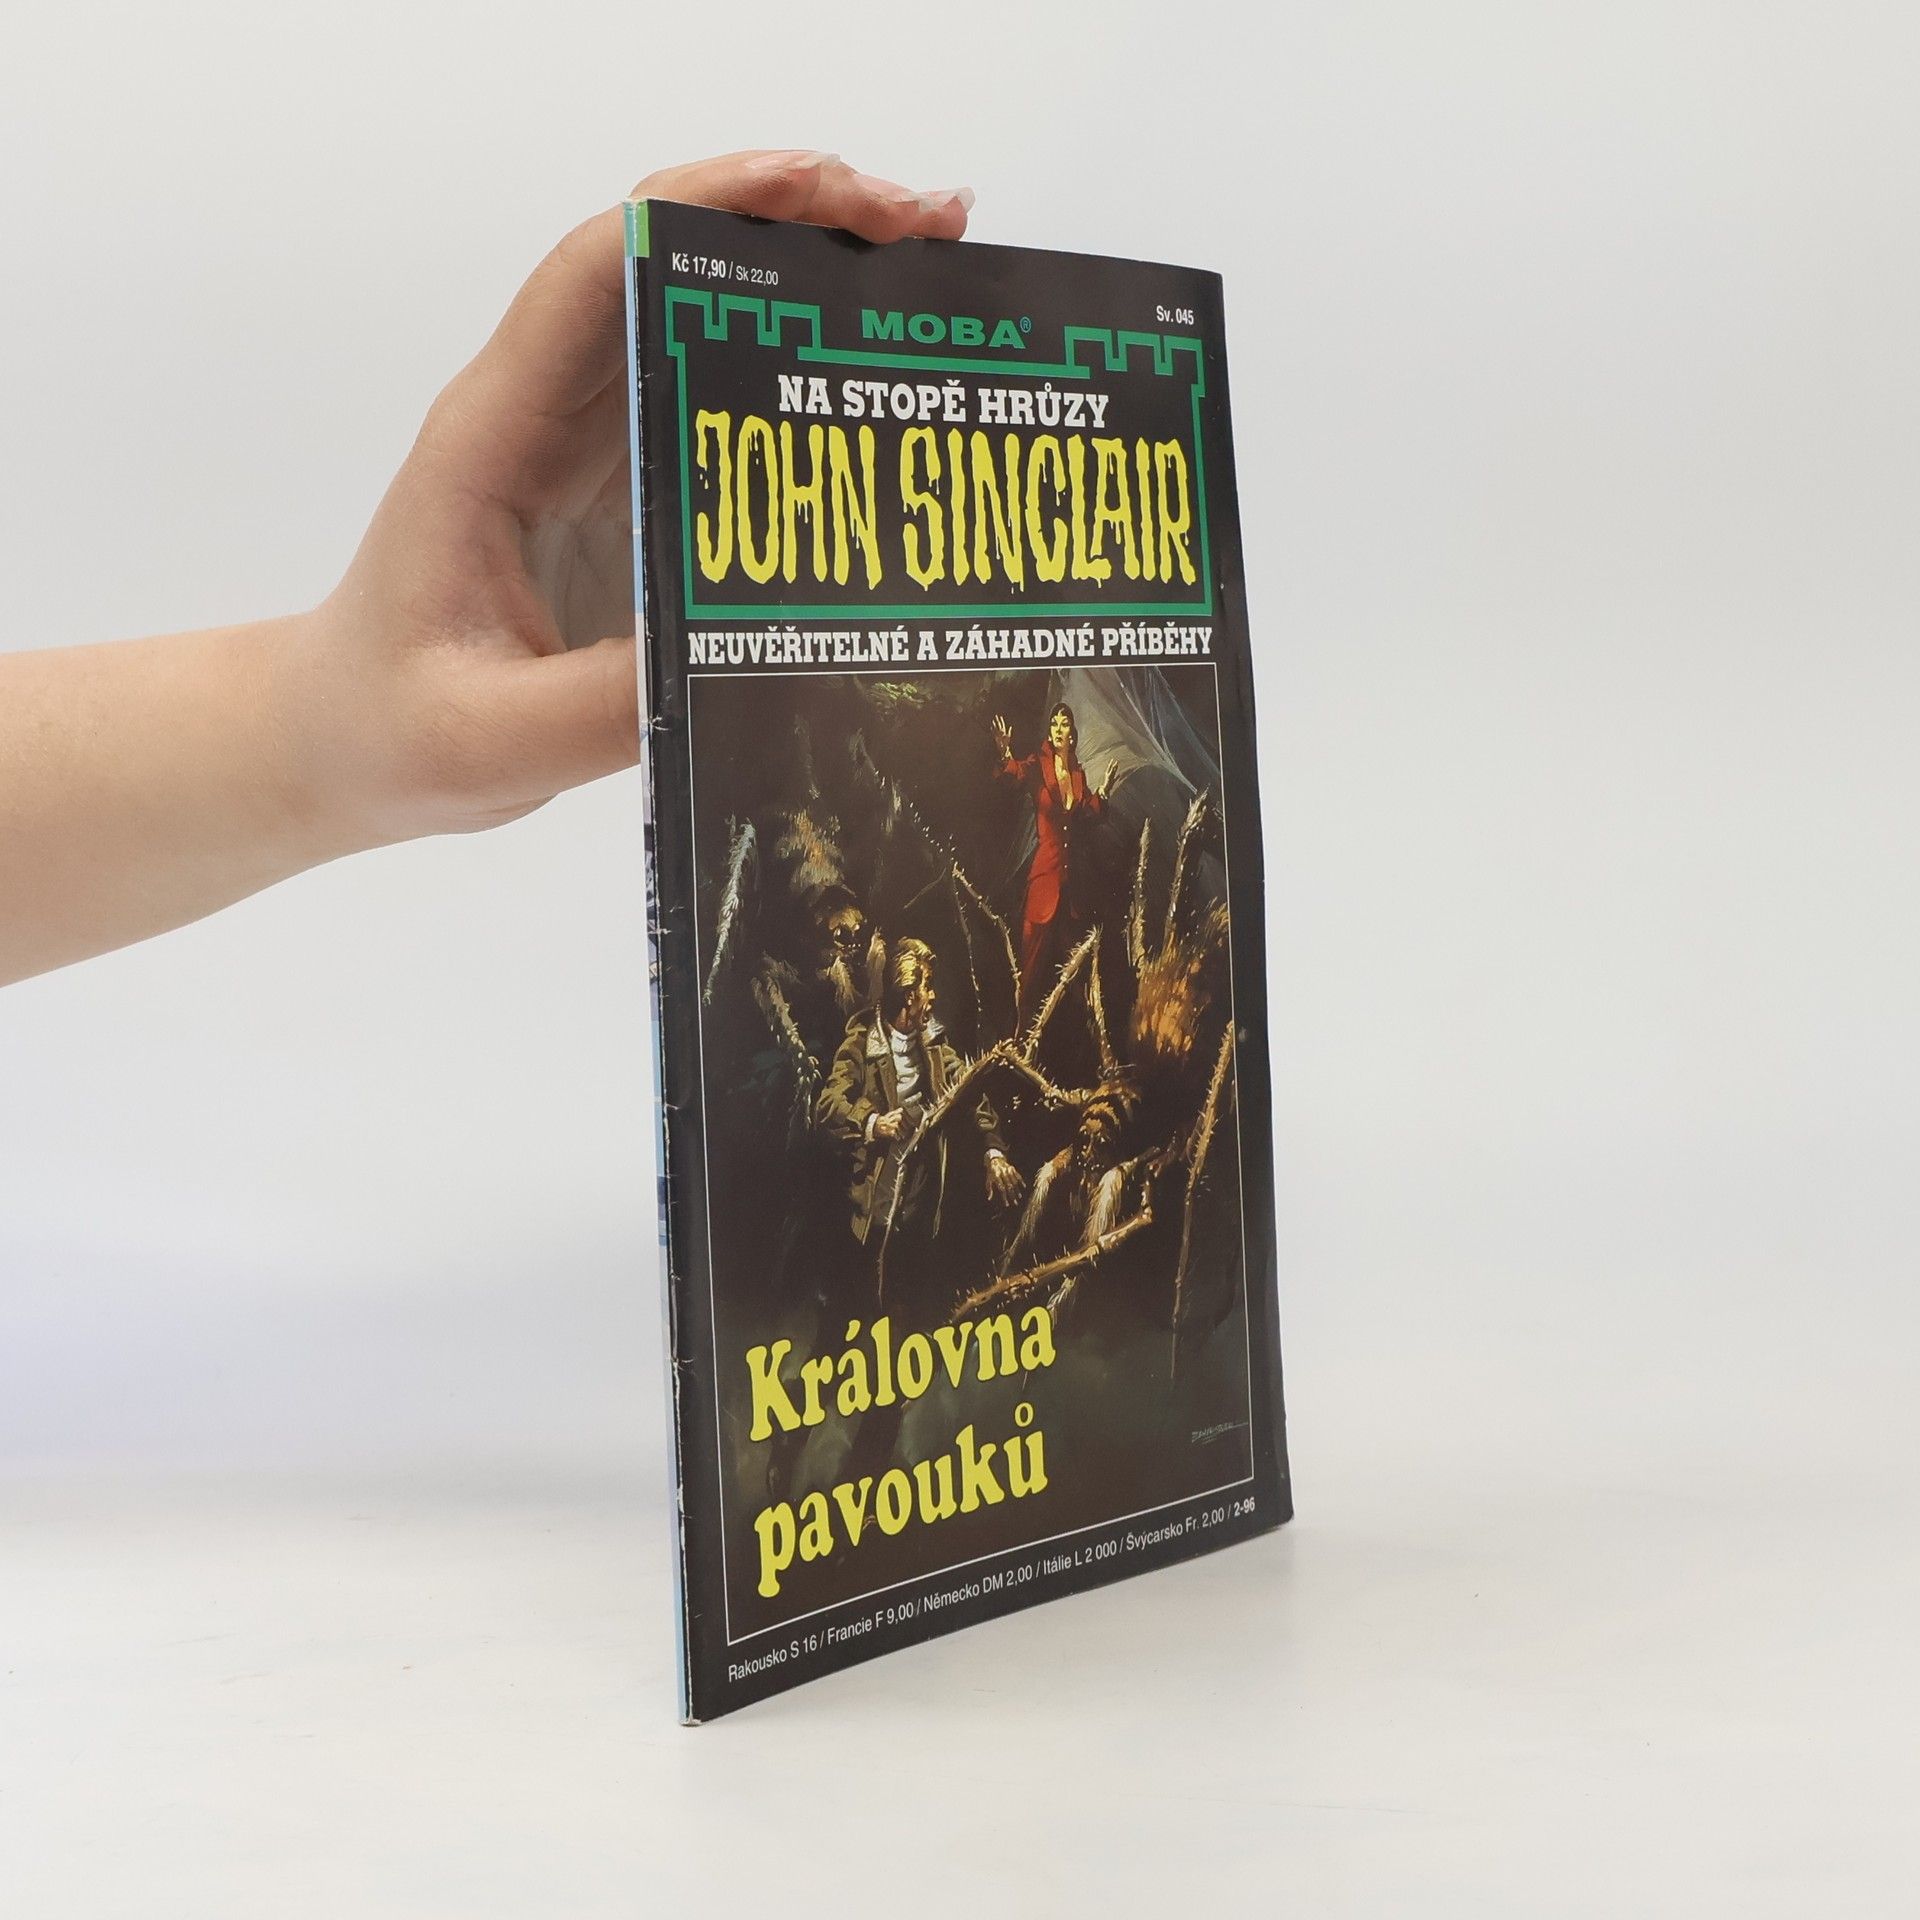 Kč 17,90 / Sk 22,00
Sv. 045
MOBA®
NA STOPĚ HRŮZY
JOHN SINCLAIR
NEUVĚŘITELNÉ A ZÁHADNÉ PŘÍBĚHY
Královna
pavouků
Rakousko S 16 / Francie F 9,00 / Německo DM 2,00 / Itálie L 2 000 / Švýcarsko Fr. 2,00 / 2-96